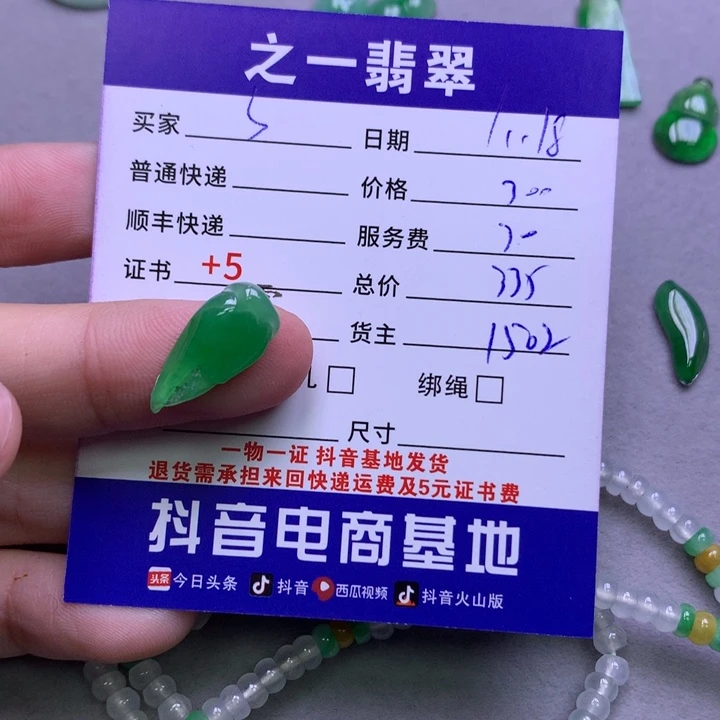 之一翡翠
买家 5 日期 11.18
普通快递 价格 300
顺丰快递 服务费 30
证书 +5 总价 335
货主 1502
孔 □ 绑绳 □
尺寸
一物一证 抖音基地发货
退货需承担来回快递运费及5元证书费
抖音电商基地
头条 今日头条 抖音 西瓜视频 抖音火山版